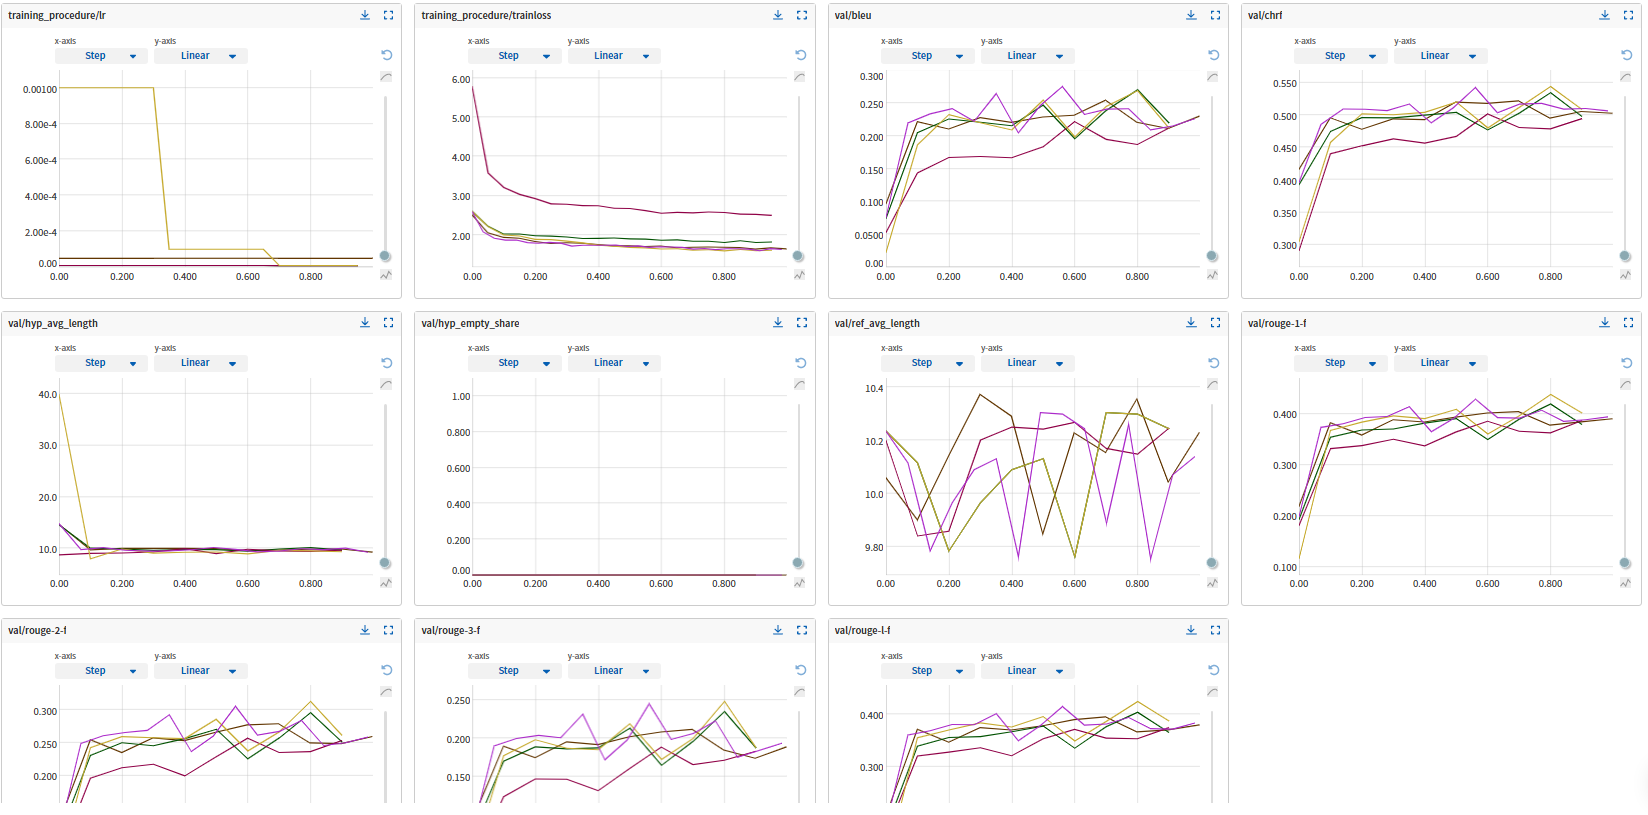 training_procedure/lr
x-axis y-axis
Step Linear
0.00100
8.00e-4
6.00e-4
4.00e-4
2.00e-4
0.00
0.00 0.200 0.400 0.600 0.800
training_procedure/trainloss
x-axis y-axis
Step Linear
6.00
5.00
4.00
3.00
2.00
0.00 0.200 0.400 0.600 0.800
val/bleu
x-axis y-axis
Step Linear
0.300
0.250
0.200
0.150
0.100
0.0500
0.00
0.00 0.200 0.400 0.600 0.800
val/chrf
x-axis y-axis
Step Linear
0.550
0.500
0.450
0.400
0.350
0.300
0.00 0.200 0.400 0.600 0.800
val/hyp_avg_length
x-axis y-axis
Step Linear
40.0
30.0
20.0
10.0
0.00 0.200 0.400 0.600 0.800
val/hyp_empty_share
x-axis y-axis
Step Linear
1.00
0.800
0.600
0.400
0.200
0.00
0.00 0.200 0.400 0.600 0.800
val/ref_avg_length
x-axis y-axis
Step Linear
10.4
10.2
10.0
9.80
0.00 0.200 0.400 0.600 0.800
val/rouge-1-f
x-axis y-axis
Step Linear
0.400
0.300
0.200
0.100
0.00 0.200 0.400 0.600 0.800
val/rouge-2-f
x-axis y-axis
Step Linear
0.300
0.250
0.200
val/rouge-3-f
x-axis y-axis
Step Linear
0.250
0.200
0.150
val/rouge-l-f
x-axis y-axis
Step Linear
0.400
0.300